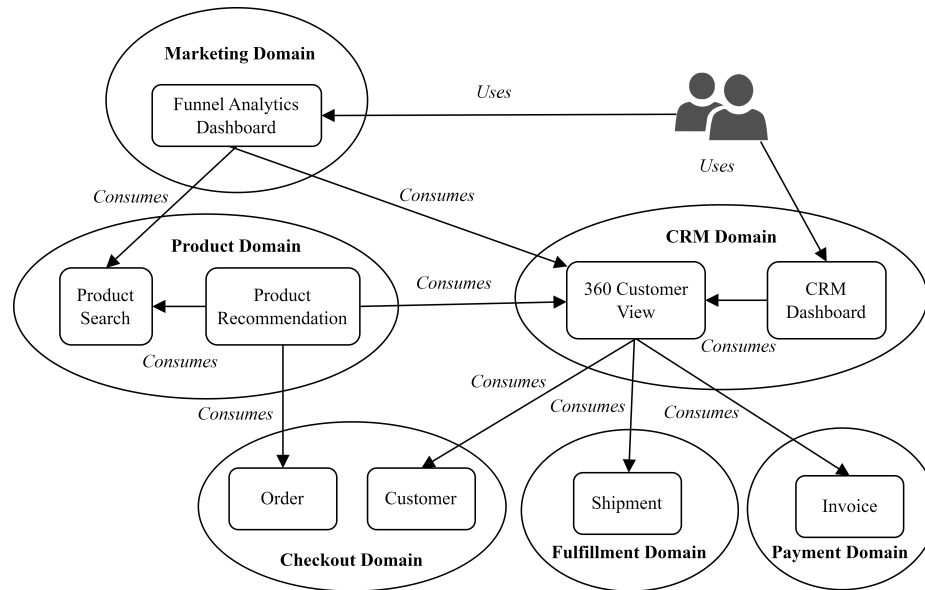 Marketing Domain
Funnel Analytics
Dashboard
Uses
Uses
Consumes
Consumes
Product Domain
CRM Domain
Product
Search
Product
Recommendation
Consumes
360 Customer
View
CRM
Dashboard
Consumes
Consumes
Consumes
Consumes
Consumes
Consumes
Order
Customer
Shipment
Invoice
Checkout Domain
Fulfillment Domain
Payment Domain